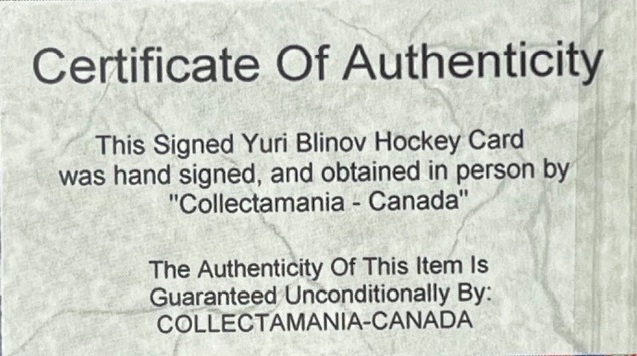 Certificate Of Authenticity
This Signed Yuri Blinov Hockey Card
was hand signed, and obtained in person by
"Collectamania - Canada"
The Authenticity Of This Item Is
Guaranteed Unconditionally By:
COLLECTAMANIA-CANADA